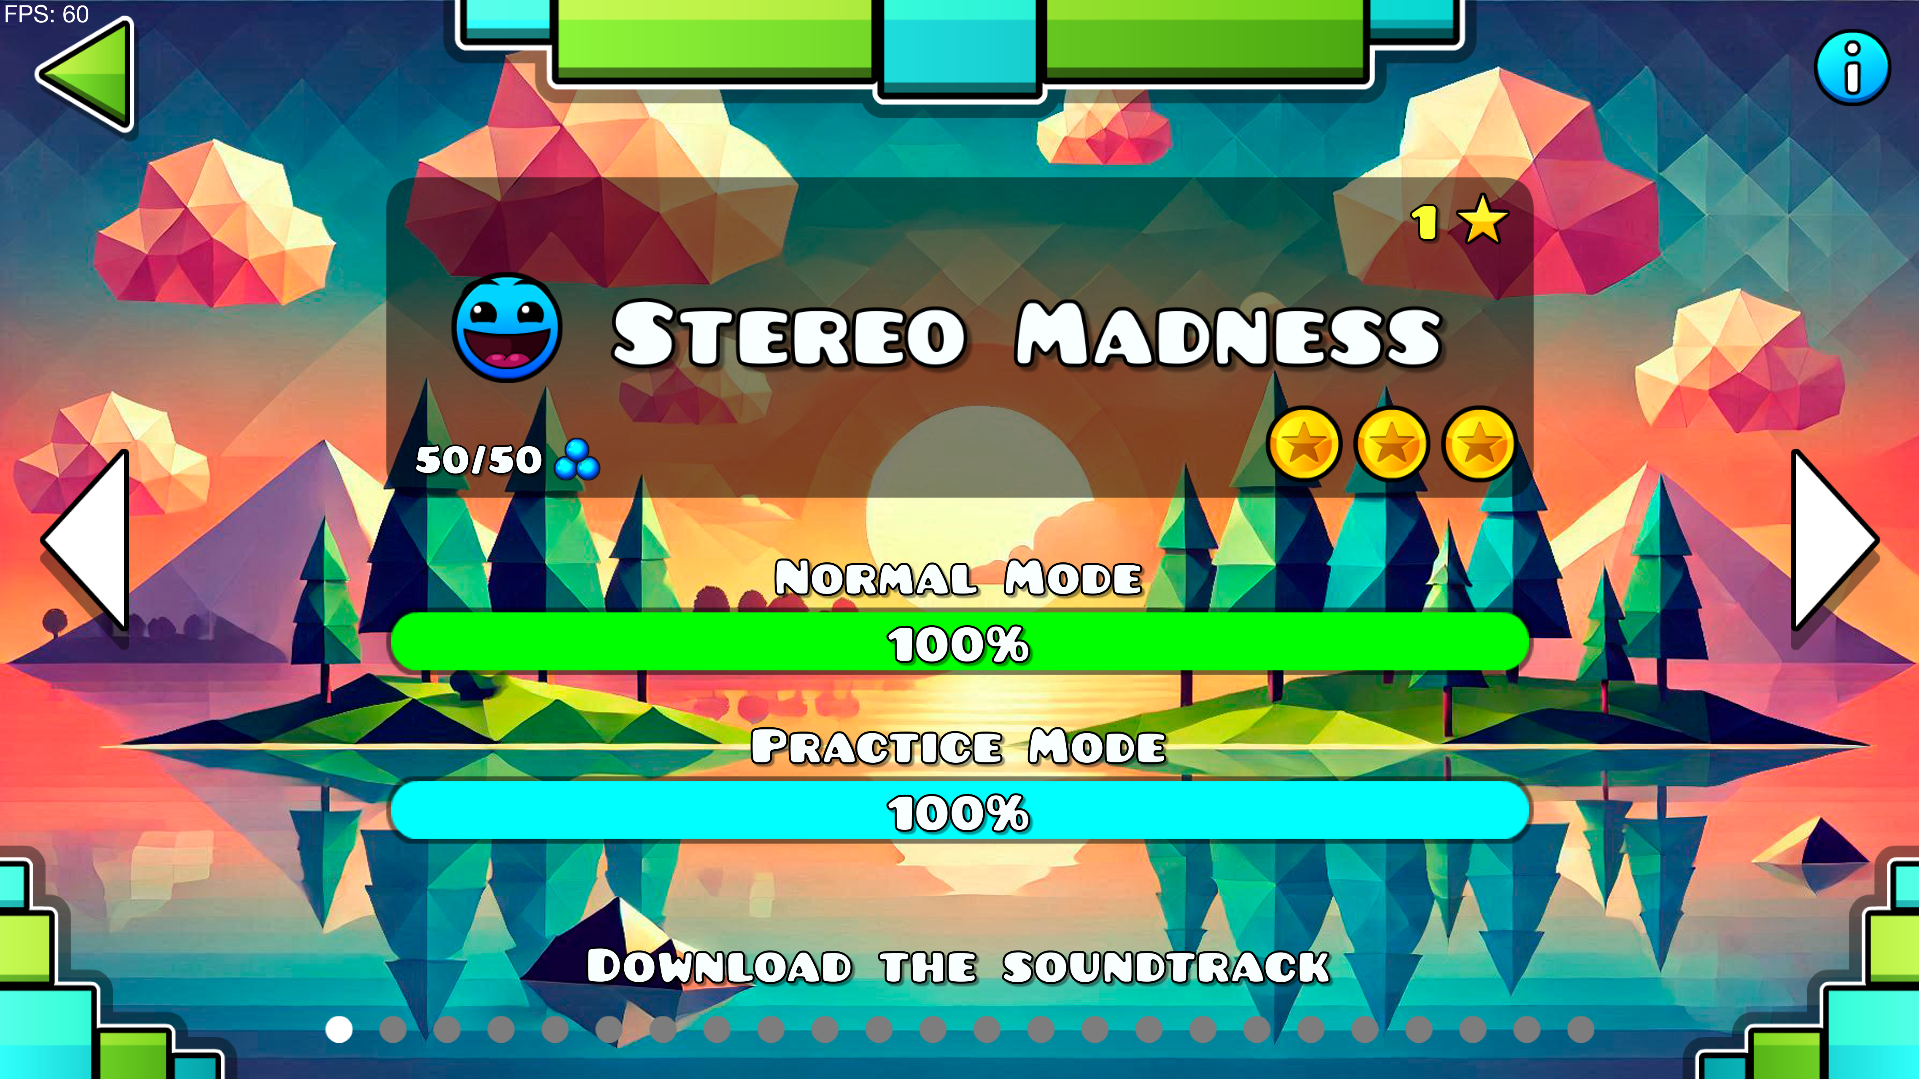 FPS: 60
1
Stereo Madness
50/50
Normal Mode
100%
Practice Mode
100%
Download the soundtrack